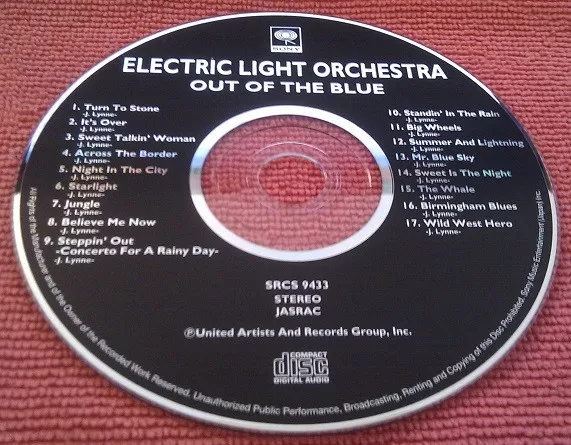 SONY
ELECTRIC LIGHT ORCHESTRA
OUT OF THE BLUE
1. Turn To Stone
-J. Lynne-
2. It's Over
-J. Lynne-
3. Sweet Talkin' Woman
-J. Lynne-
4. Across The Border
-J. Lynne-
5. Night In The City
-J. Lynne-
6. Starlight
-J. Lynne-
7. Jungle
-J. Lynne-
8. Believe Me Now
-J. Lynne-
9. Steppin' Out
-Concerto For A Rainy Day-
-J. Lynne-
10. Standin' In The Rain
-J. Lynne-
11. Big Wheels
-J. Lynne-
12. Summer And Lightning
-J. Lynne-
13. Mr. Blue Sky
-J. Lynne-
14. Sweet Is The Night
-J. Lynne-
15. The Whale
-J. Lynne-
16. Birmingham Blues
-J. Lynne-
17. Wild West Hero
-J. Lynne-
SRCS 9433
STEREO
JASRAC
℗United Artists And Records Group, Inc.
COMPACT
disc
DIGITAL AUDIO
All Rights of the Manufacturer and of the Owner of the Recorded Work Reserved. Unauthorized Public Performance, Broadcasting, Renting and Copying of this Disc Prohibited. Sony Music Entertainment (Japan) Inc.